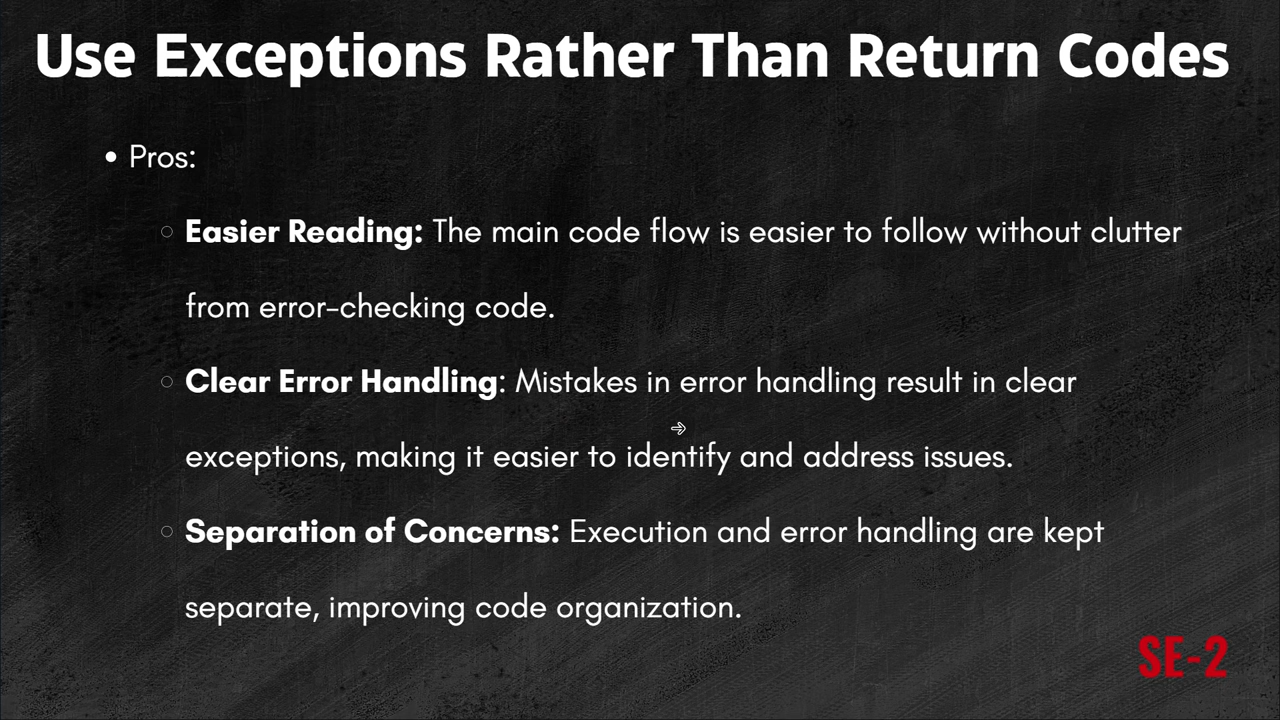 Use Exceptions Rather Than Return Codes
• Pros:
○ Easier Reading: The main code flow is easier to follow without clutter
from error-checking code.
○ Clear Error Handling: Mistakes in error handling result in clear
exceptions, making it easier to identify and address issues.
○ Separation of Concerns: Execution and error handling are kept
separate, improving code organization.
SE-2